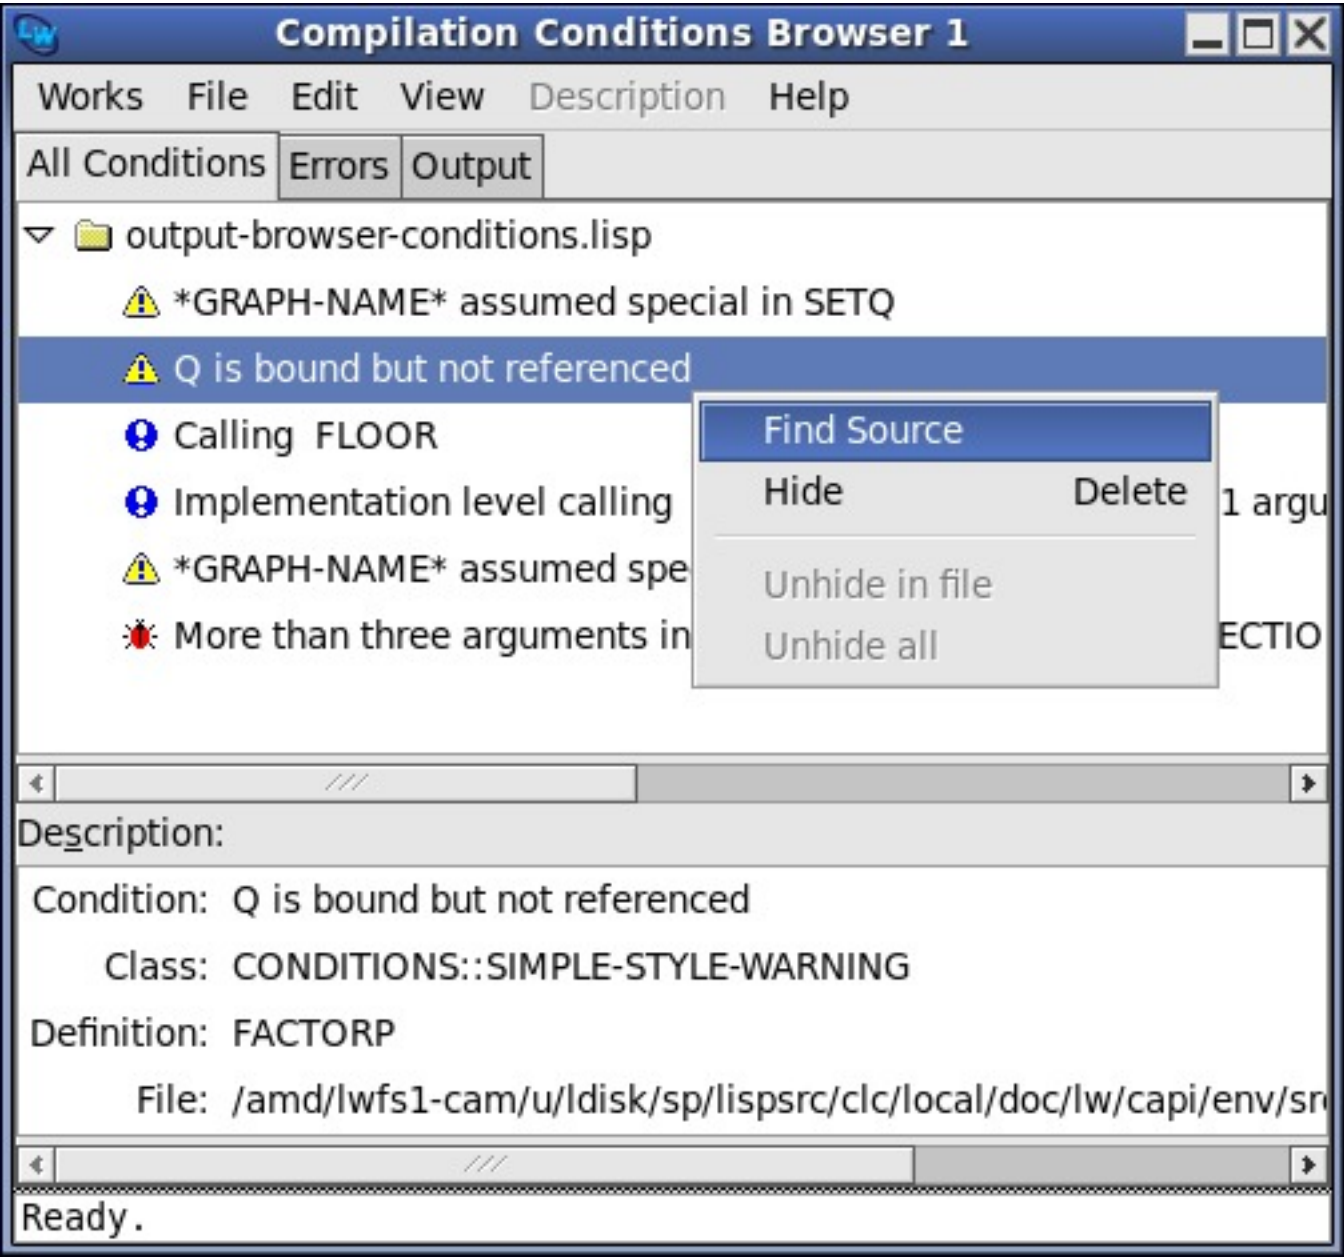 LW Compilation Conditions Browser 1
Works File Edit View Description Help
All Conditions Errors Output
output-browser-conditions.lisp
*GRAPH-NAME* assumed special in SETQ
Q is bound but not referenced
Calling FLOOR
Implementation level calling 1 argu
*GRAPH-NAME* assumed spe
More than three arguments in ECTIO
Find Source
Hide Delete
Unhide in file
Unhide all
Description:
Condition: Q is bound but not referenced
Class: CONDITIONS::SIMPLE-STYLE-WARNING
Definition: FACTORP
File: /amd/lwfs1-cam/u/ldisk/sp/lispsrc/clc/local/doc/lw/capi/env/src
Ready.